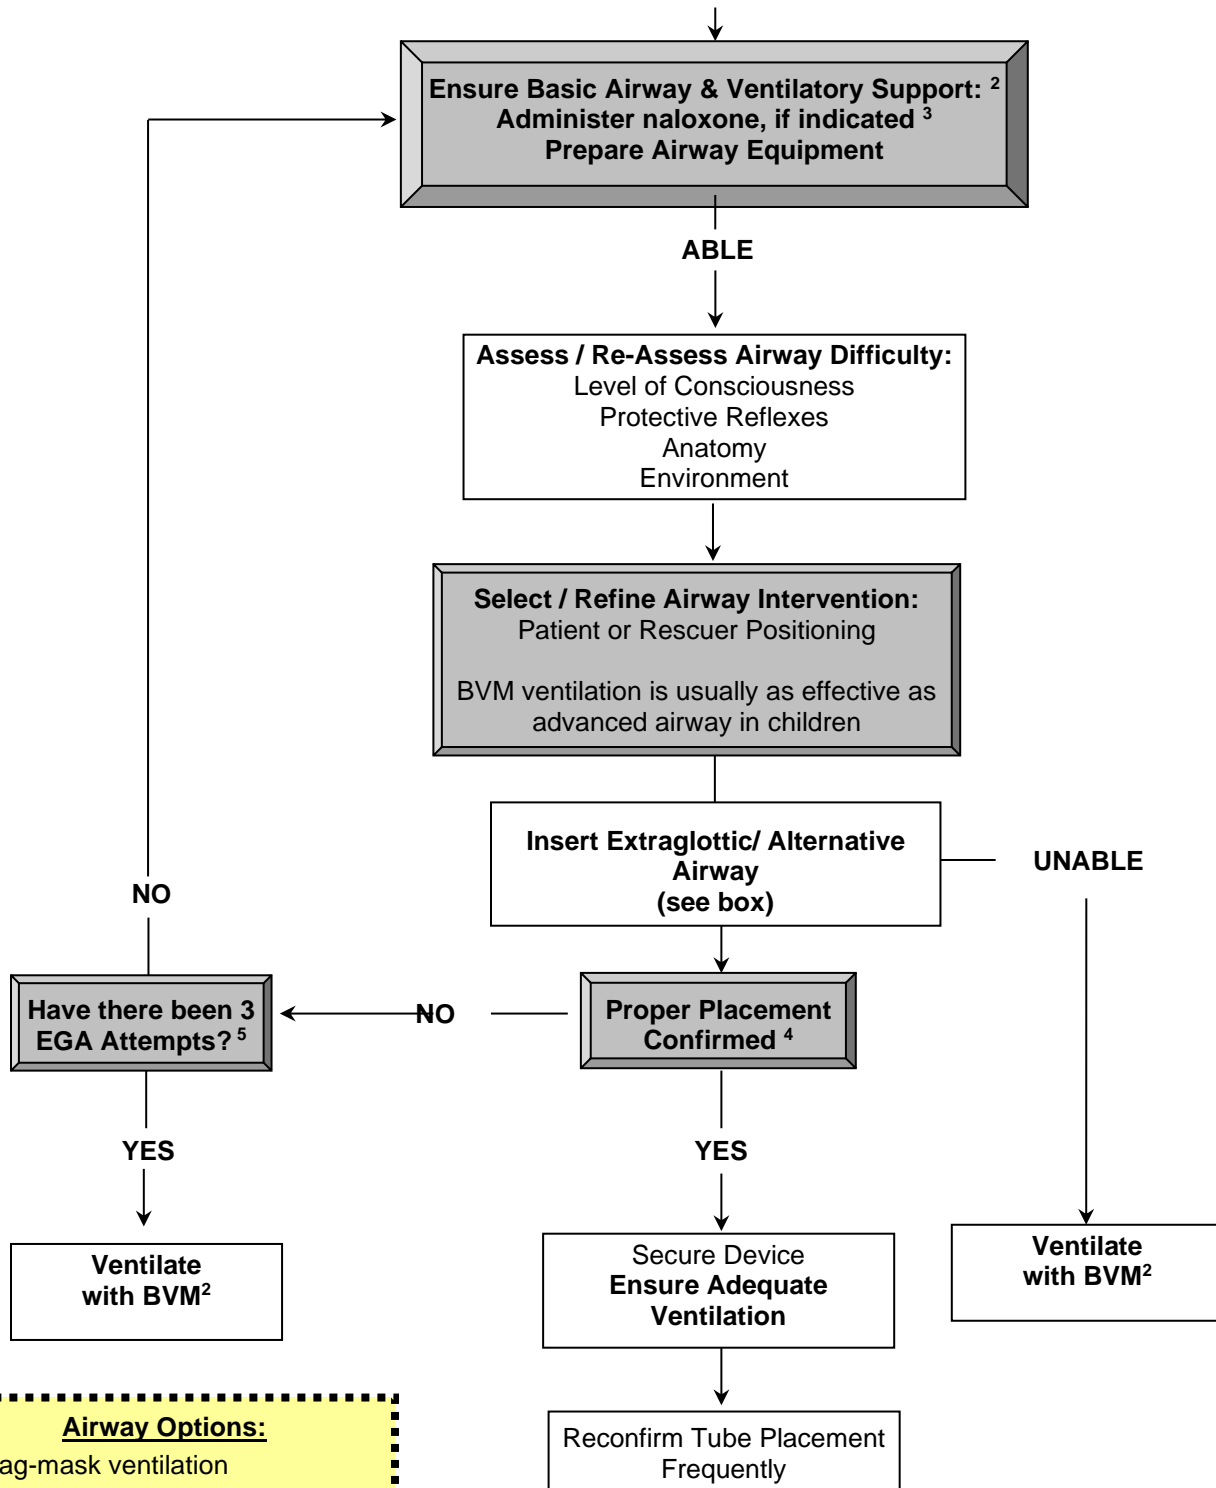 Ensure Basic Airway & Ventilatory Support: 2
Administer naloxone, if indicated 3
Prepare Airway Equipment
ABLE
Assess / Re-Assess Airway Difficulty:
Level of Consciousness
Protective Reflexes
Anatomy
Environment
Select / Refine Airway Intervention:
Patient or Rescuer Positioning
BVM ventilation is usually as effective as
advanced airway in children
Insert Extraglottic/ Alternative
Airway
(see box)
UNABLE
NO
Have there been 3
EGA Attempts? 5
NO
Proper Placement
Confirmed 4
YES
YES
Ventilate
with BVM2
Secure Device
Ensure Adequate
Ventilation
Ventilate
with BVM2
Airway Options:
ag-mask ventilation
Reconfirm Tube Placement
Frequently